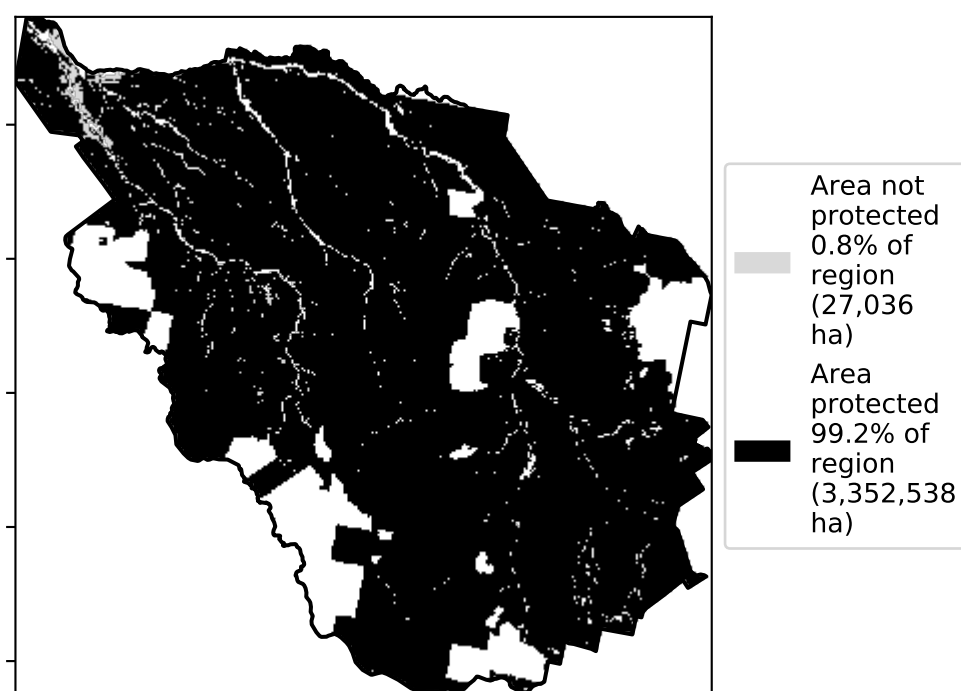 Area not
protected
0.8% of
region
(27,036
ha)
Area
protected
99.2% of
region
(3,352,538
ha)